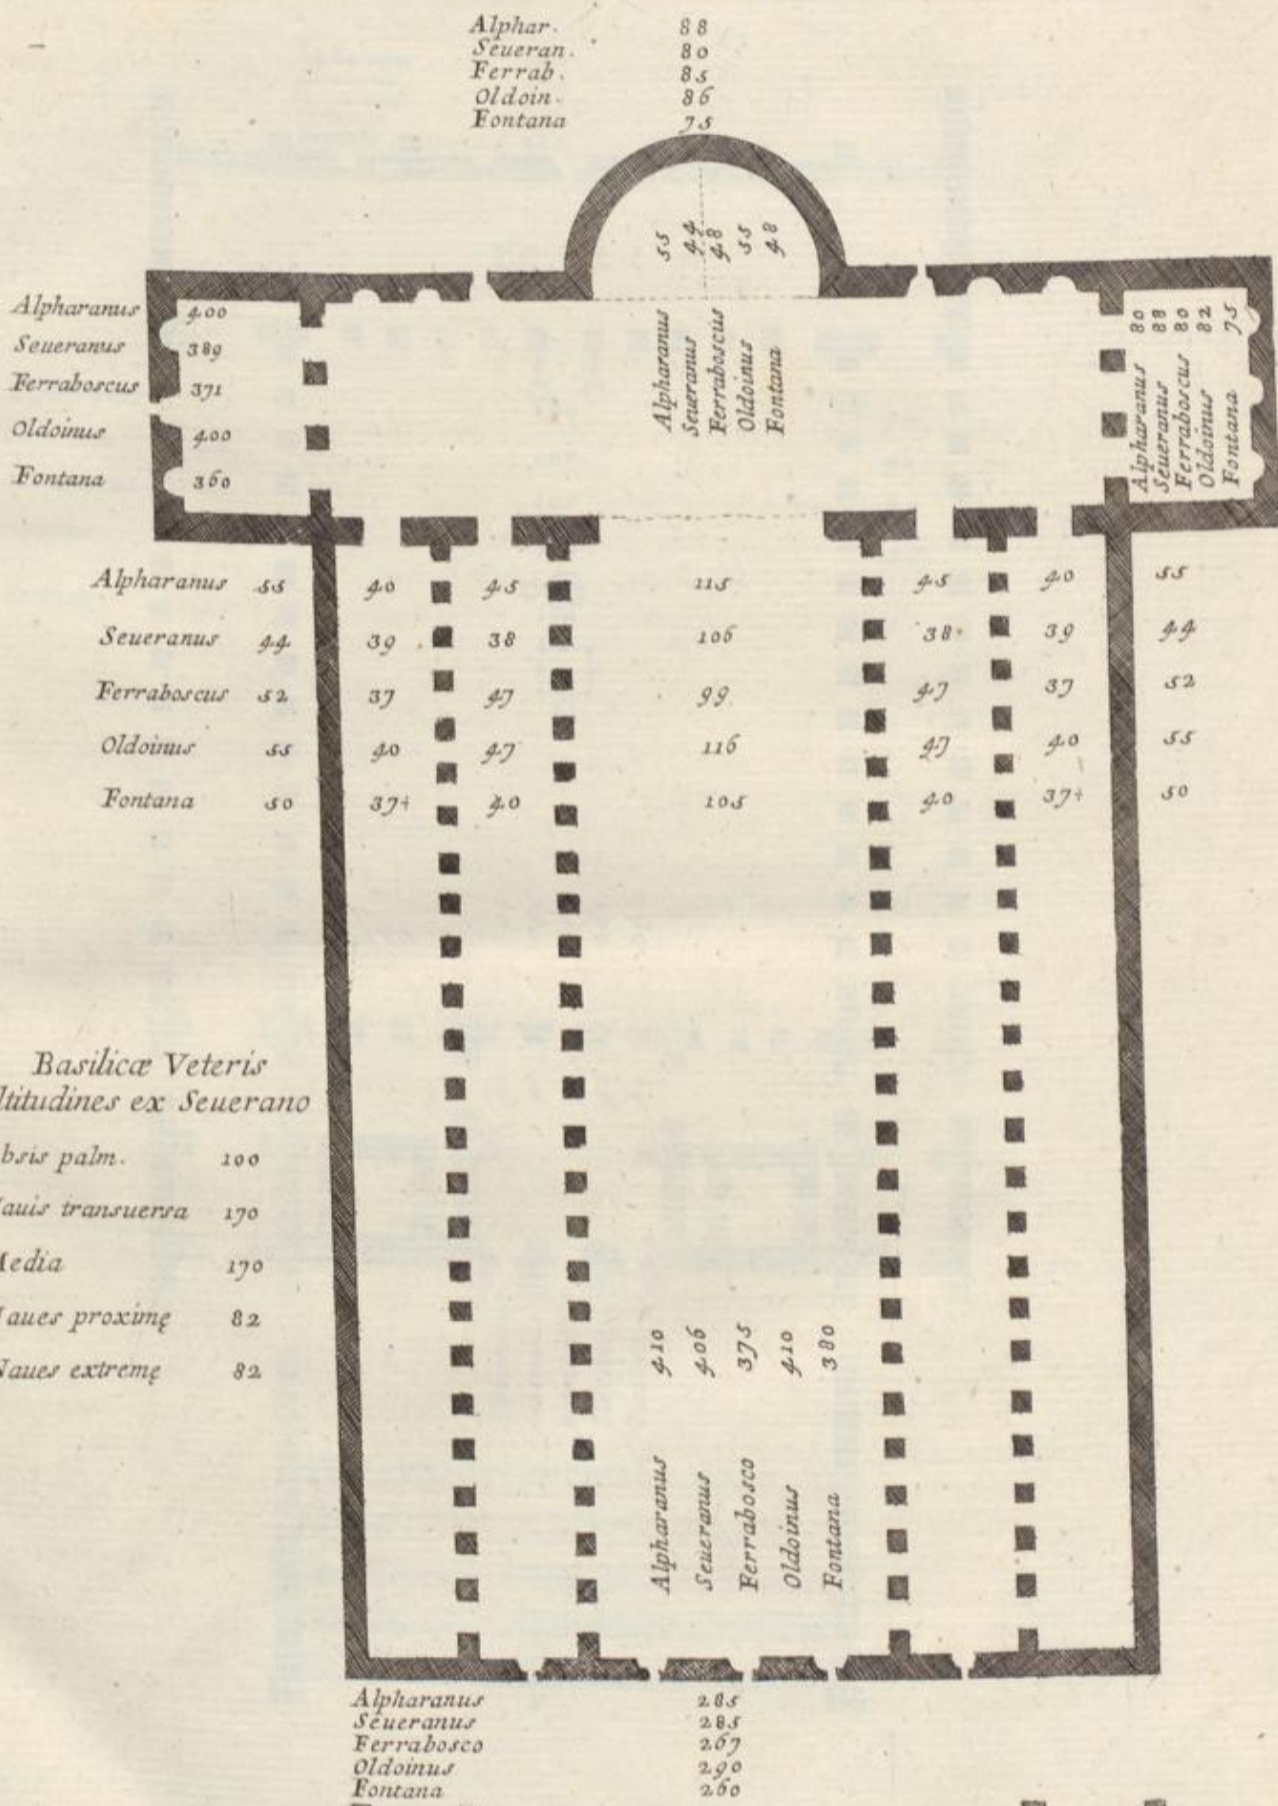 Alphar. 88
Seueran. 80
Ferrab. 85
Oldoin. 86
Fontana 75
Alpharanus 55
Seueranus 44
Ferraboscus 48
Oldoinus 55
Fontana 48
Alpharanus 400
Seueranus 389
Ferraboscus 371
Oldoinus 400
Fontana 360
Alpharanus 80
Seueranus 88
Ferraboscus 80
Oldoinus 82
Fontana 75
Alpharanus 55 40 45 115 45 40 55
Seueranus 44 39 38 106 38 39 44
Ferraboscus 52 37 47 99 47 37 52
Oldoinus 55 40 47 116 47 40 55
Fontana 50 37 40 105 40 37 50
Basilicæ Veteris
ltitudines ex Seuerano
bsis palm. 100
auis transuersa 170
edia 170
aues proximę 82
Naues extremę 82
Alpharanus 410
Seueranus 406
Ferrabosco 375
Oldoinus 410
Fontana 380
Alpharanus 285
Seueranus 285
Ferrabosco 267
Oldoinus 290
Fontana 260